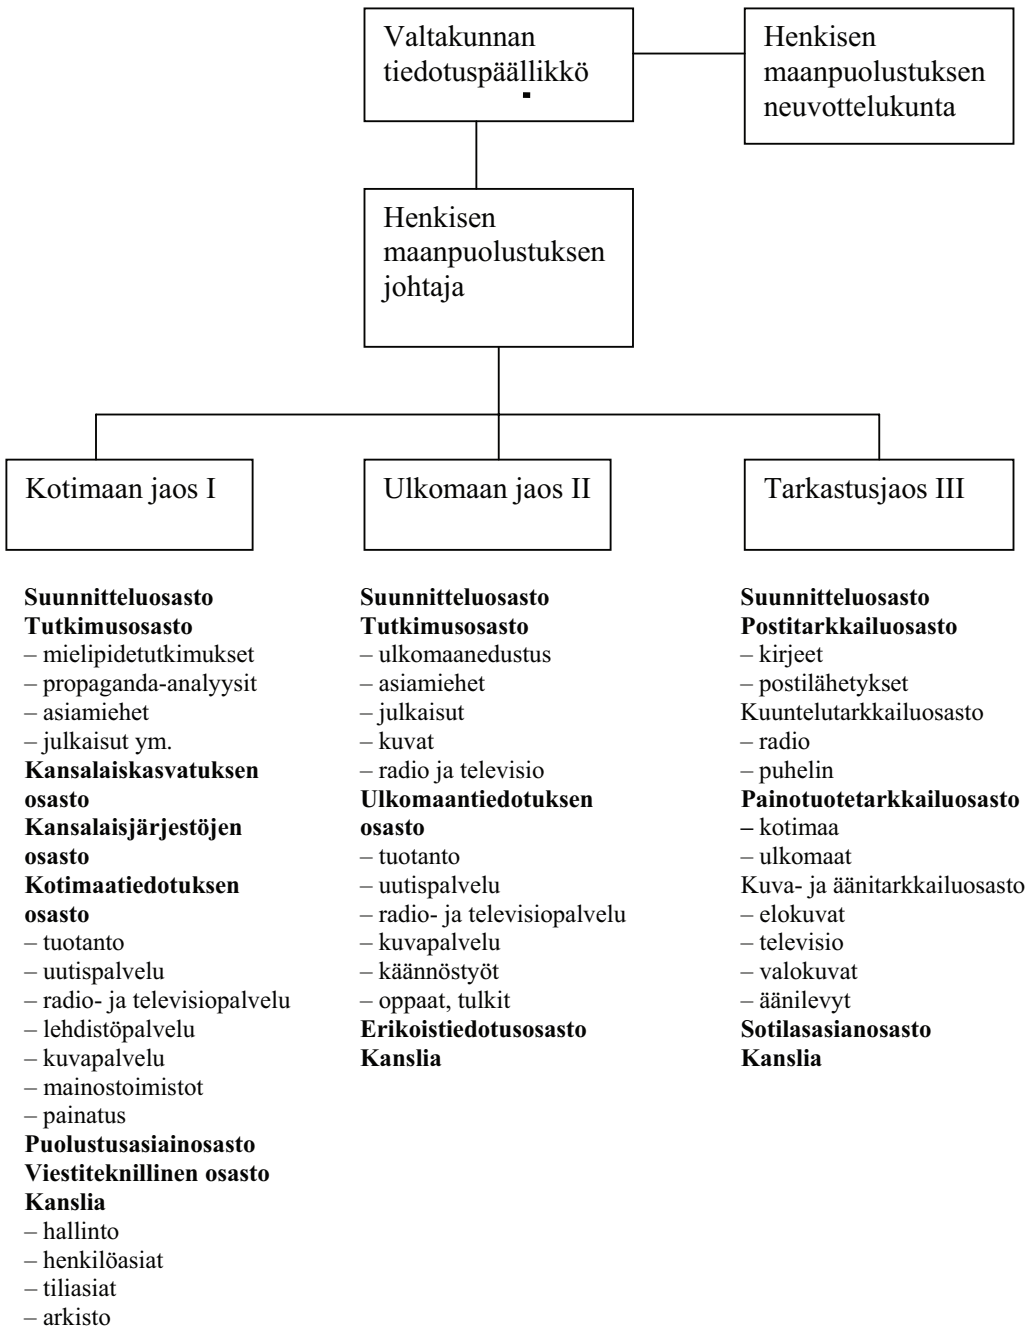 Valtakunnan
tiedotuspäällikkö
Henkisen
maanpuolustuksen
neuvottelukunta
Henkisen
maanpuolustuksen
johtaja
Kotimaan jaos I
Ulkomaan jaos II
Tarkastusjaos III
Suunnitteluosasto
Tutkimusosasto
– mielipidetutkimukset
– propaganda-analyysit
– asiamiehet
– julkaisut ym.
Kansalaiskasvatuksen
osasto
Kansalaisjärjestöjen
osasto
Kotimaatiedotuksen
osasto
– tuotanto
– uutispalvelu
– radio- ja televisiopalvelu
– lehdistöpalvelu
– kuvapalvelu
– mainostoimistot
– painatus
Puolustusasiainosasto
Viestiteknillinen osasto
Kanslia
– hallinto
– henkilöasiat
– tiliasiat
– arkisto
Suunnitteluosasto
Tutkimusosasto
– ulkomaanedustus
– asiamiehet
– julkaisut
– kuvat
– radio ja televisio
Ulkomaantiedotuksen
osasto
– tuotanto
– uutispalvelu
– radio- ja televisiopalvelu
– kuvapalvelu
– käännöstyöt
– oppaat, tulkit
Erikoistiedotusosasto
Kanslia
Suunnitteluosasto
Postitarkkailuosasto
– kirjeet
– postilähetykset
Kuuntelutarkkailuosasto
– radio
– puhelin
Painotuotetarkkailuosasto
– kotimaa
– ulkomaat
Kuva- ja äänitarkkailuosasto
– elokuvat
– televisio
– valokuvat
– äänilevyt
Sotilasasianosasto
Kanslia